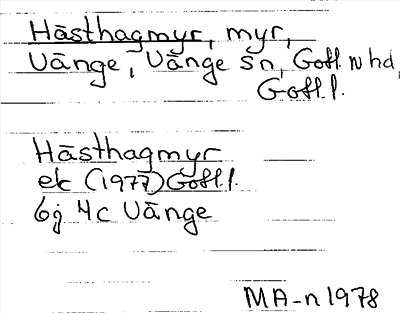 Hästhagmyr, myr,
Vänge, Vänge sn, Gotl. n hd,
Gotl. l.
Hästhagmyr
ek (1977) Gotl. l.
6j 4c Vänge
MA-n 1978